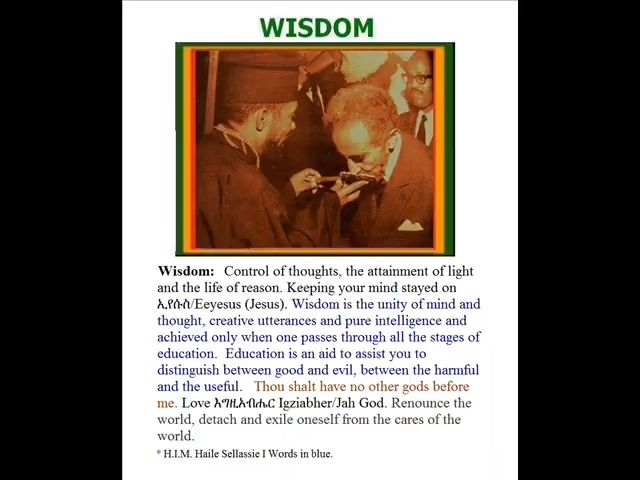 WISDOM
Wisdom: Control of thoughts, the attainment of light
and the life of reason. Keeping your mind stayed on
ኢየሱስ/Eeyesus (Jesus). Wisdom is the unity of mind and
thought, creative utterances and pure intelligence and
achieved only when one passes through all the stages of
education. Education is an aid to assist you to
distinguish between good and evil, between the harmful
and the useful. Thou shalt have no other gods before
me. Love እግዚአብሔር Igziabher/Jah God. Renounce the
world, detach and exile oneself from the cares of the
world.
* H.I.M. Haile Sellassie I Words in blue.